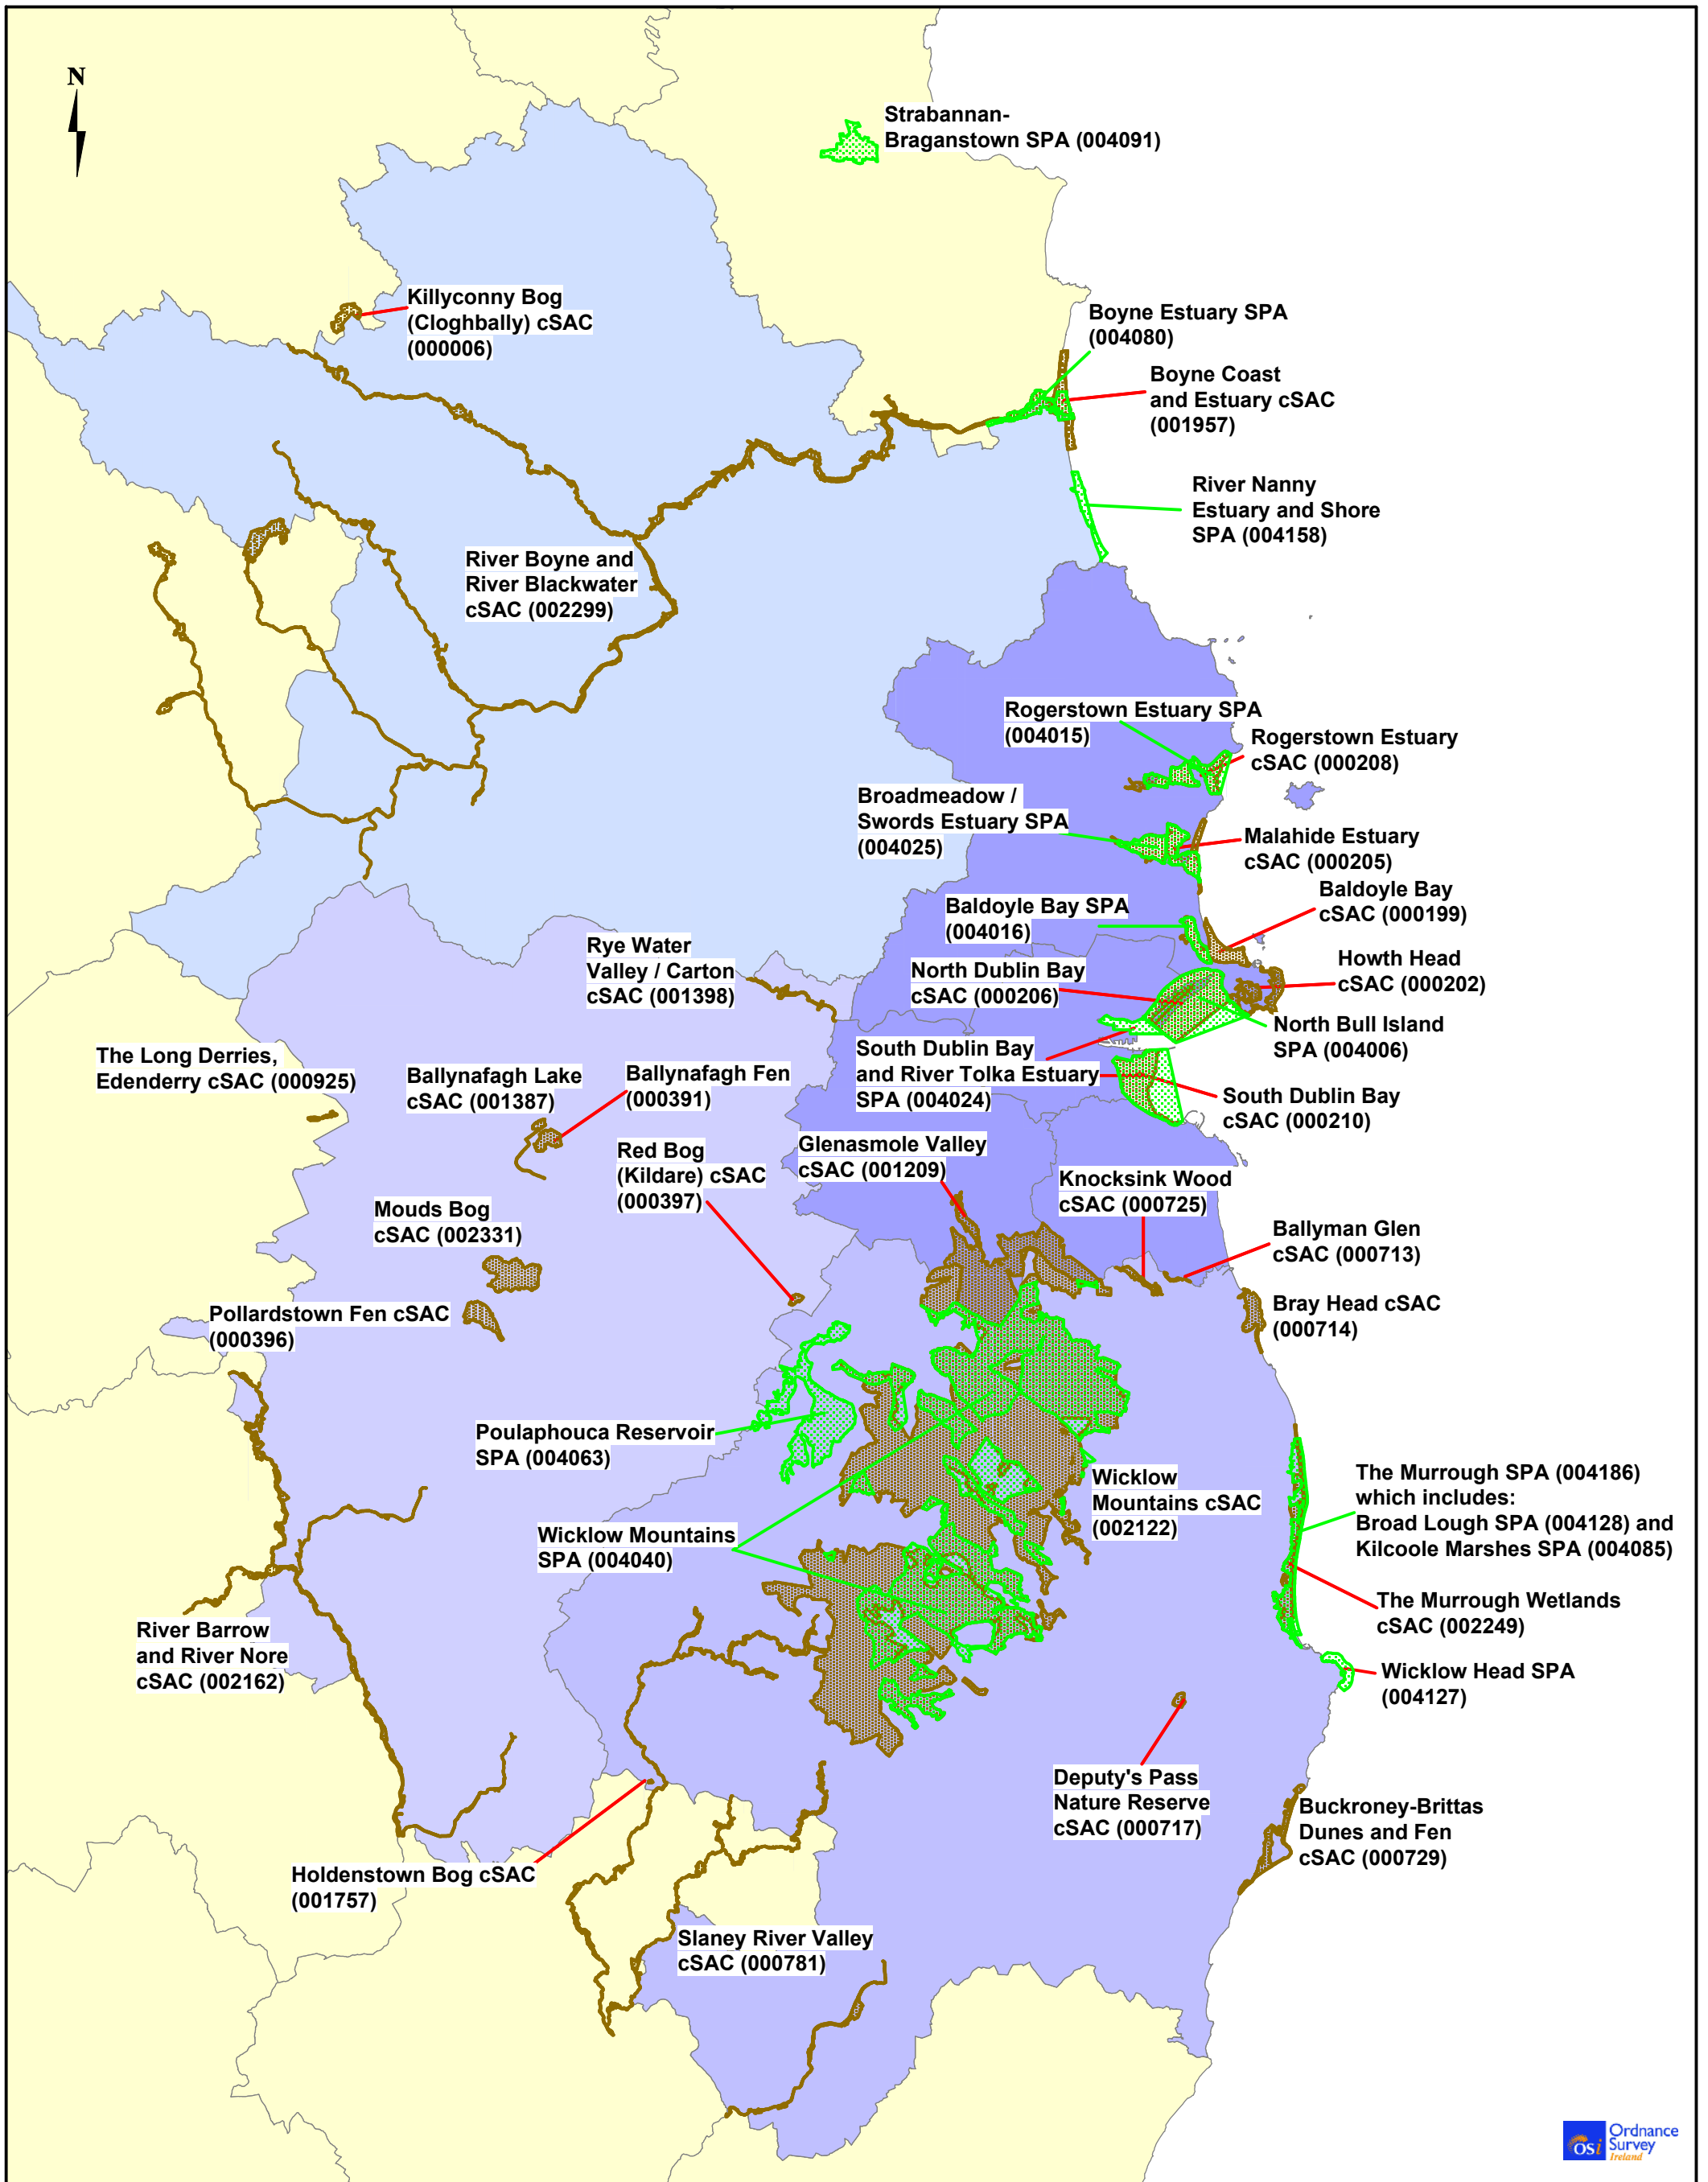 N
Strabannan-
Braganstown SPA (004091)
Killyconny Bog
(Cloghbally) cSAC
(000006)
Boyne Estuary SPA
(004080)
Boyne Coast
and Estuary cSAC
(001957)
River Nanny
Estuary and Shore
SPA (004158)
River Boyne and
River Blackwater
cSAC (002299)
Rogerstown Estuary SPA
(004015)
Rogerstown Estuary
cSAC (000208)
Broadmeadow /
Swords Estuary SPA
(004025)
Malahide Estuary
cSAC (000205)
Baldoyle Bay
cSAC (000199)
Baldoyle Bay SPA
(004016)
Rye Water
Valley / Carton
cSAC (001398)
North Dublin Bay
cSAC (000206)
Howth Head
cSAC (000202)
North Bull Island
SPA (004006)
South Dublin Bay
and River Tolka Estuary
SPA (004024)
The Long Derries,
Edenderry cSAC (000925)
Ballynafagh Lake
cSAC (001387)
Ballynafagh Fen
(000391)
South Dublin Bay
cSAC (000210)
Red Bog
(Kildare) cSAC
(000397)
Glenasmole Valley
cSAC (001209)
Knocksink Wood
cSAC (000725)
Mouds Bog
cSAC (002331)
Ballyman Glen
cSAC (000713)
Pollardstown Fen cSAC
(000396)
Bray Head cSAC
(000714)
Poulaphouca Reservoir
SPA (004063)
Wicklow
Mountains cSAC
(002122)
The Murrough SPA (004186)
which includes:
Broad Lough SPA (004128) and
Kilcoole Marshes SPA (004085)
Wicklow Mountains
SPA (004040)
The Murrough Wetlands
cSAC (002249)
River Barrow
and River Nore
cSAC (002162)
Wicklow Head SPA
(004127)
Deputy's Pass
Nature Reserve
cSAC (000717)
Buckroney-Brittas
Dunes and Fen
cSAC (000729)
Holdenstown Bog cSAC
(001757)
Slaney River Valley
cSAC (000781)
OSi Ordnance
Survey
Ireland